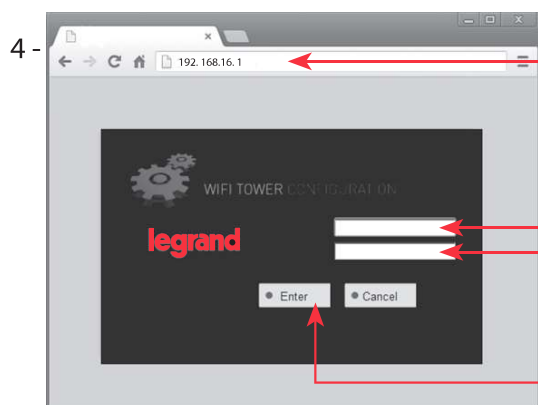 4 -
192.168.16.1
WIFI TOWER CONFIGURATION
legrand
Enter
Cancel